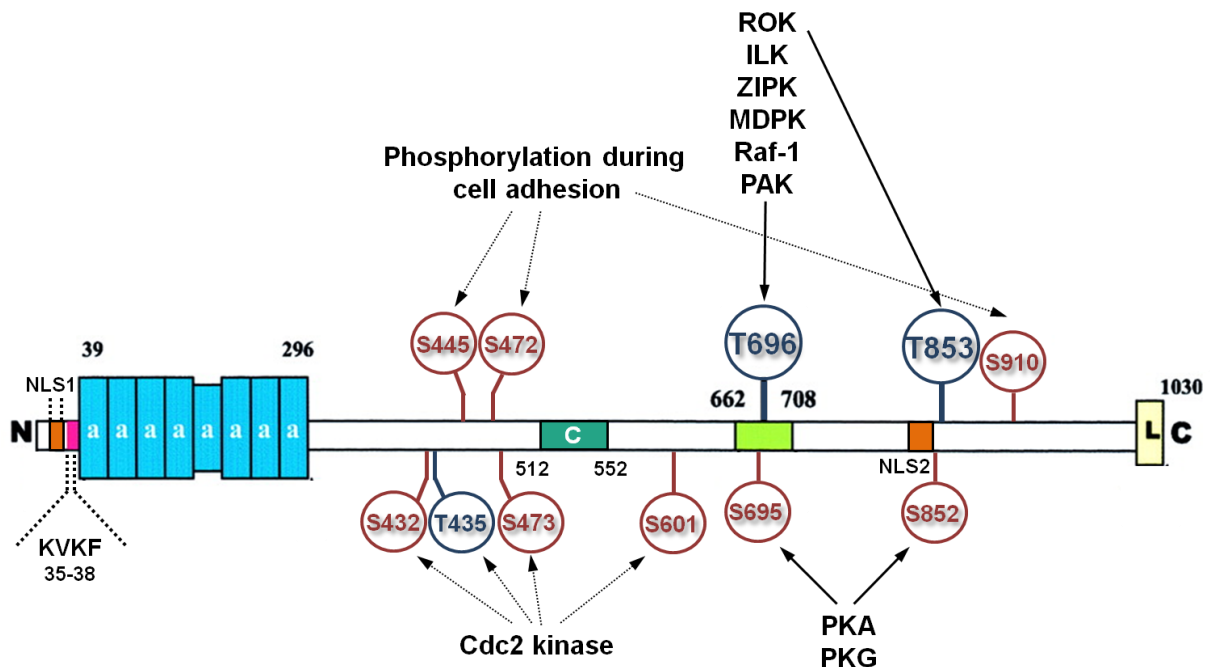 ROK
ILK
ZIPK
MDPK
Raf-1
PAK
Phosphorylation during
cell adhesion
S445
S472
T696
T853
S910
39
296
NLS1
662
708
1030
N
a a a a a a a
C
L
C
512
552
NLS2
S432
T435
S473
S601
S695
S852
KVKF
35-38
Cdc2 kinase
PKA
PKG